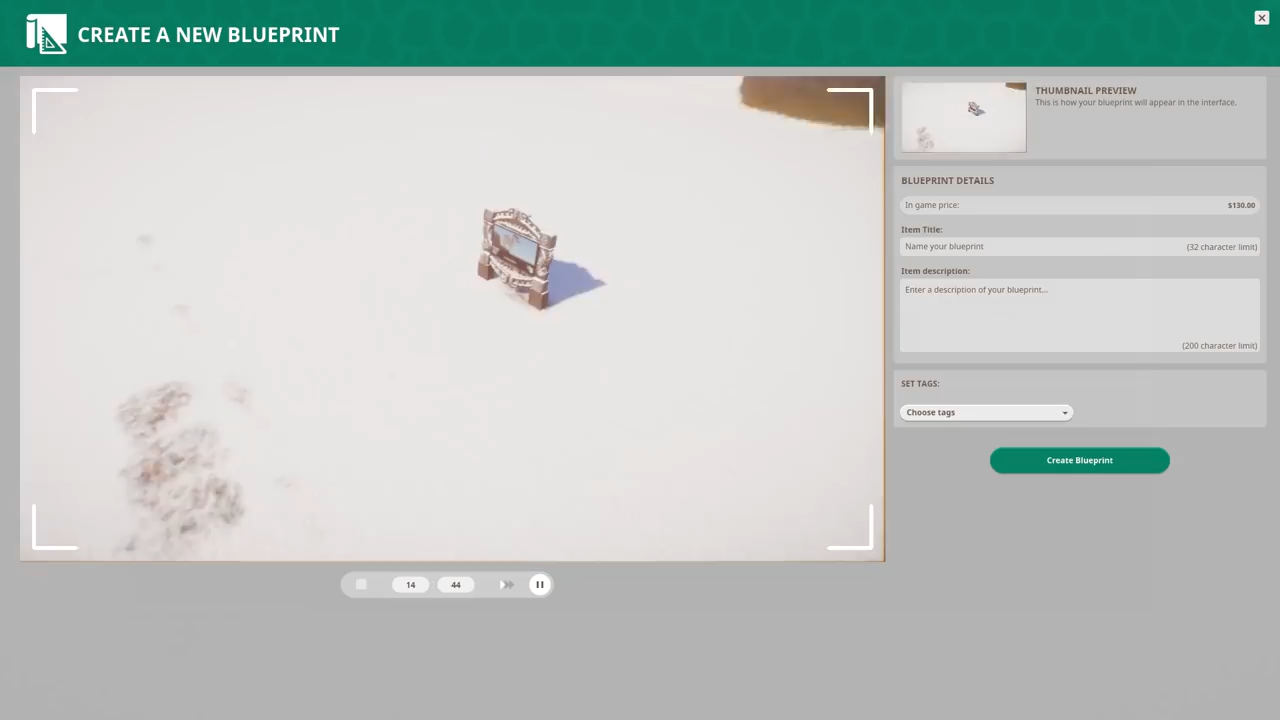 CREATE A NEW BLUEPRINT
THUMBNAIL PREVIEW
This is how your blueprint will appear in the interface.
BLUEPRINT DETAILS
In game price: $130.00
Item Title:
Name your blueprint (32 character limit)
Item description:
Enter a description of your blueprint...
(200 character limit)
SET TAGS:
Choose tags
Create Blueprint
14 44